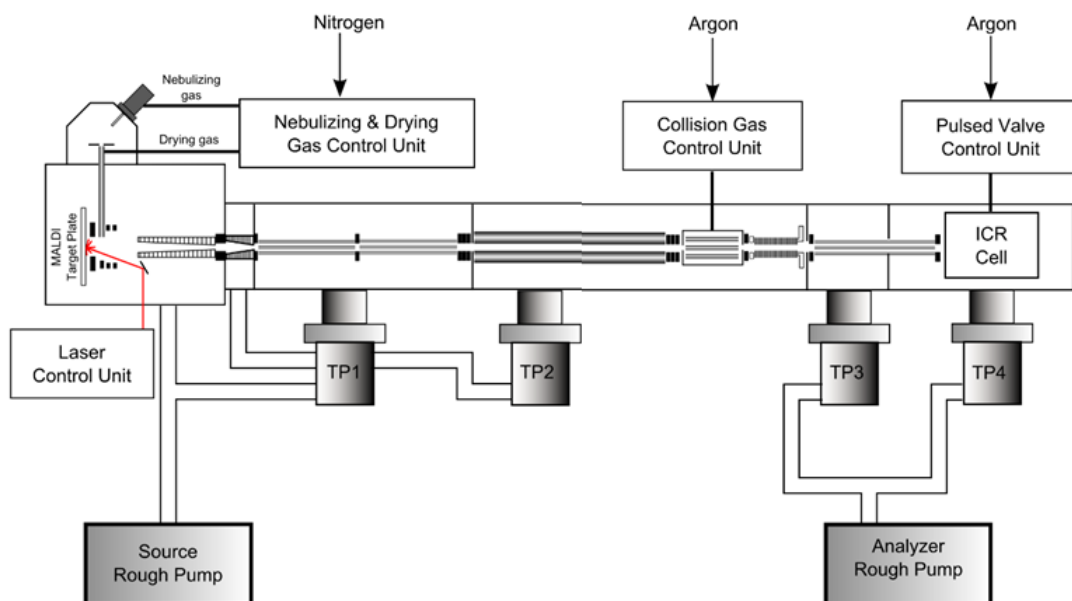 Nitrogen
Argon
Argon
Nebulizing
gas
Drying gas
Nebulizing & Drying
Gas Control Unit
Collision Gas
Control Unit
Pulsed Valve
Control Unit
MALDI
Target Plate
ICR
Cell
Laser
Control Unit
TP1
TP2
TP3
TP4
Source
Rough Pump
Analyzer
Rough Pump